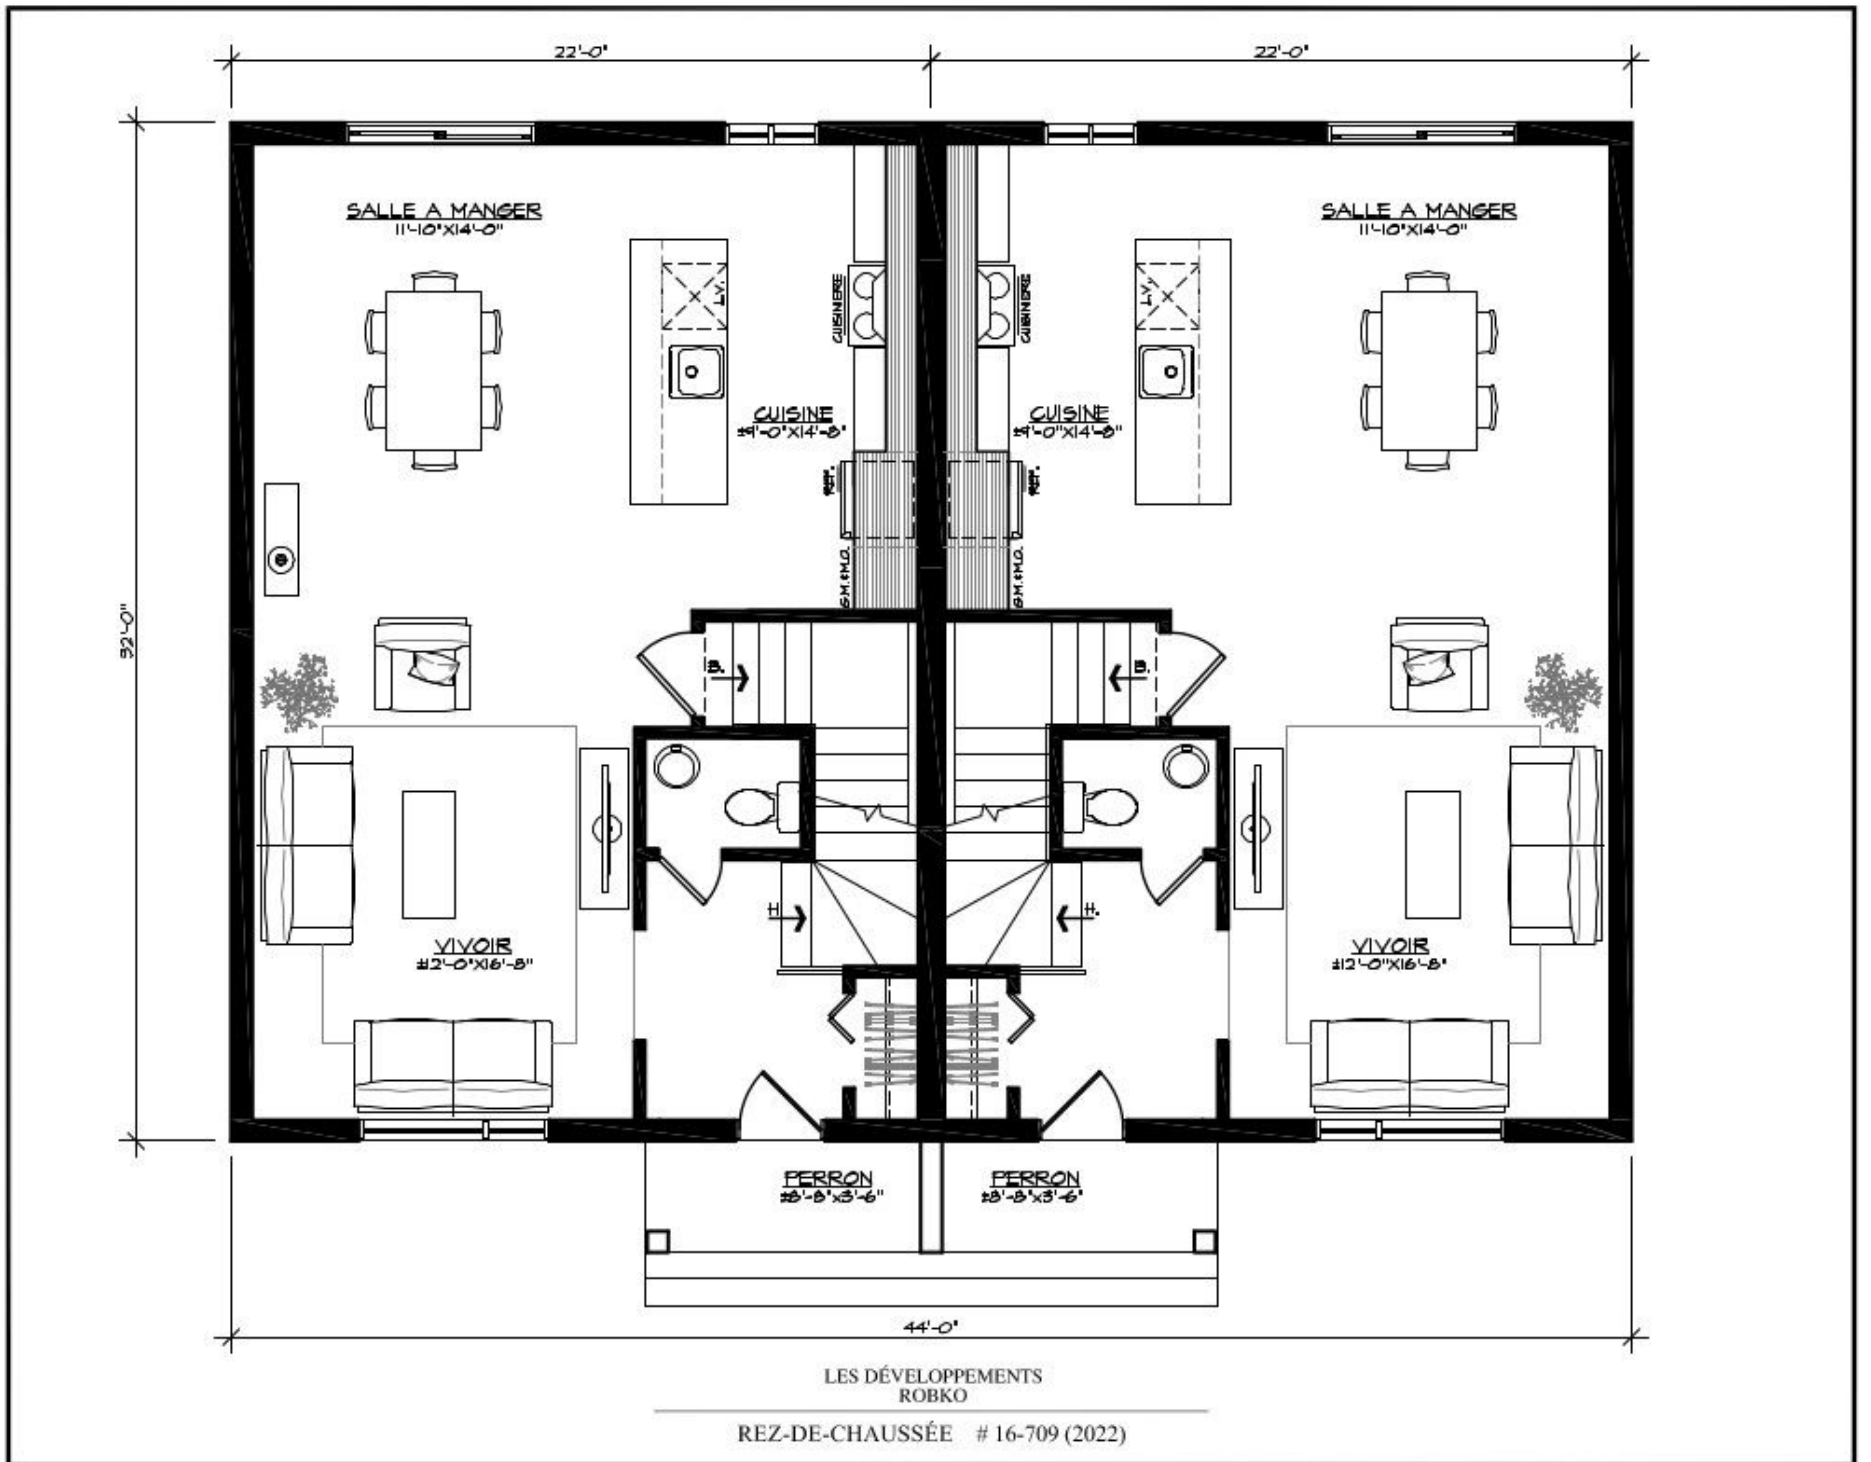 22'-0" 22'-0"
SALLE A MANGER
11'-10"X14'-0"
SALLE A MANGER
11'-10"X14'-0"
L.V.
CUISINIERE
CUISINIERE
L.V.
CUISINE
±9'-0"X14'-8"
CUISINE
±9'-0"X14'-8"
REF.
REF.
G.M.&M.O.
G.M.&M.O.
32'-0"
B.
B.
H.
H.
VIVOIR
±12'-0"X16'-8"
VIVOIR
±12'-0"X16'-8"
PERRON
±8'-8"x3'-6"
PERRON
±8'-8"x3'-6"
44'-0"
LES DÉVELOPPEMENTS
ROBKO
REZ-DE-CHAUSSÉE # 16-709 (2022)